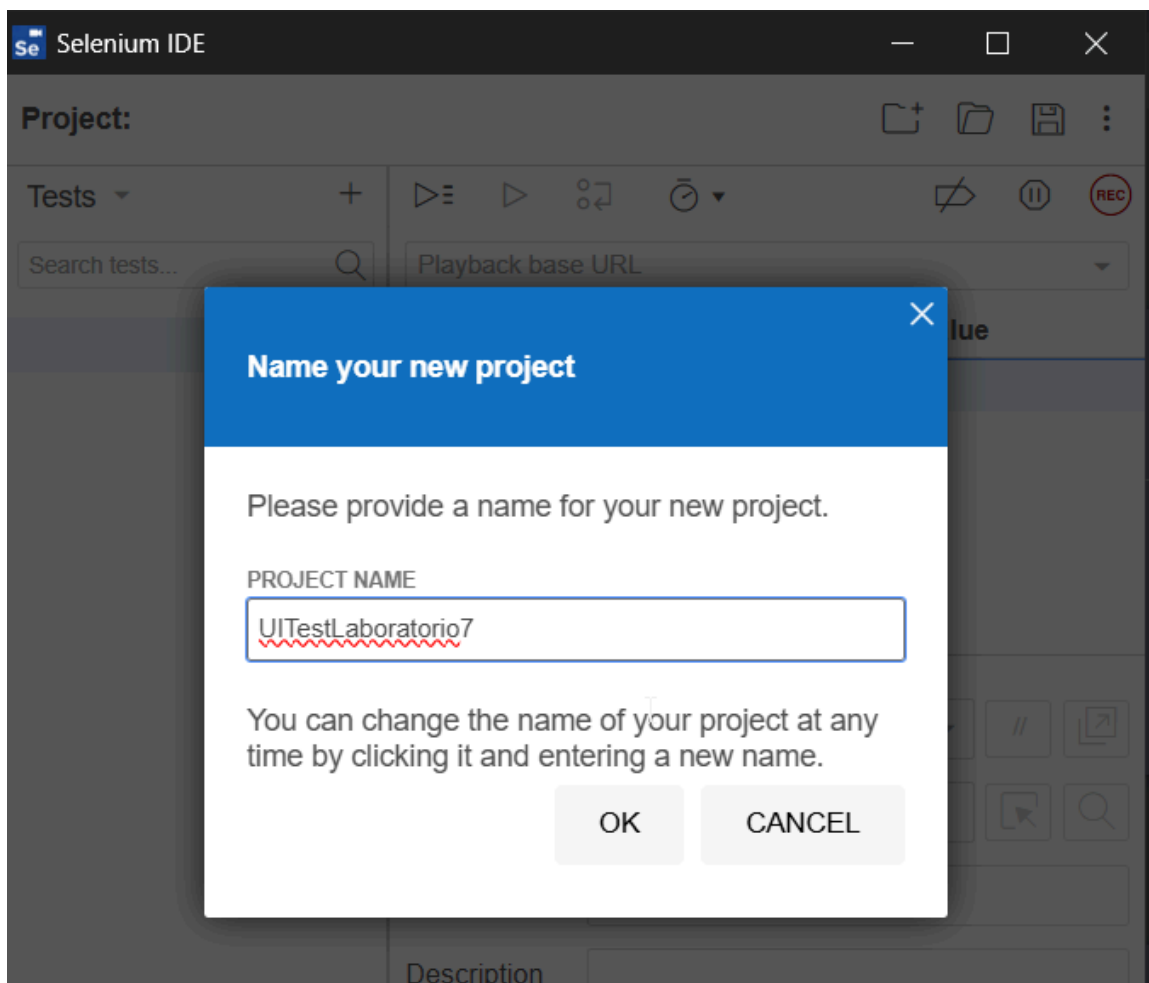 Se Selenium IDE
Project:
Tests
REC
Search tests...
Playback base URL
lue
Name your new project
Please provide a name for your new project.
PROJECT NAME
UITestLaboratorio7
You can change the name of your project at any
time by clicking it and entering a new name.
//
OK CANCEL
Description